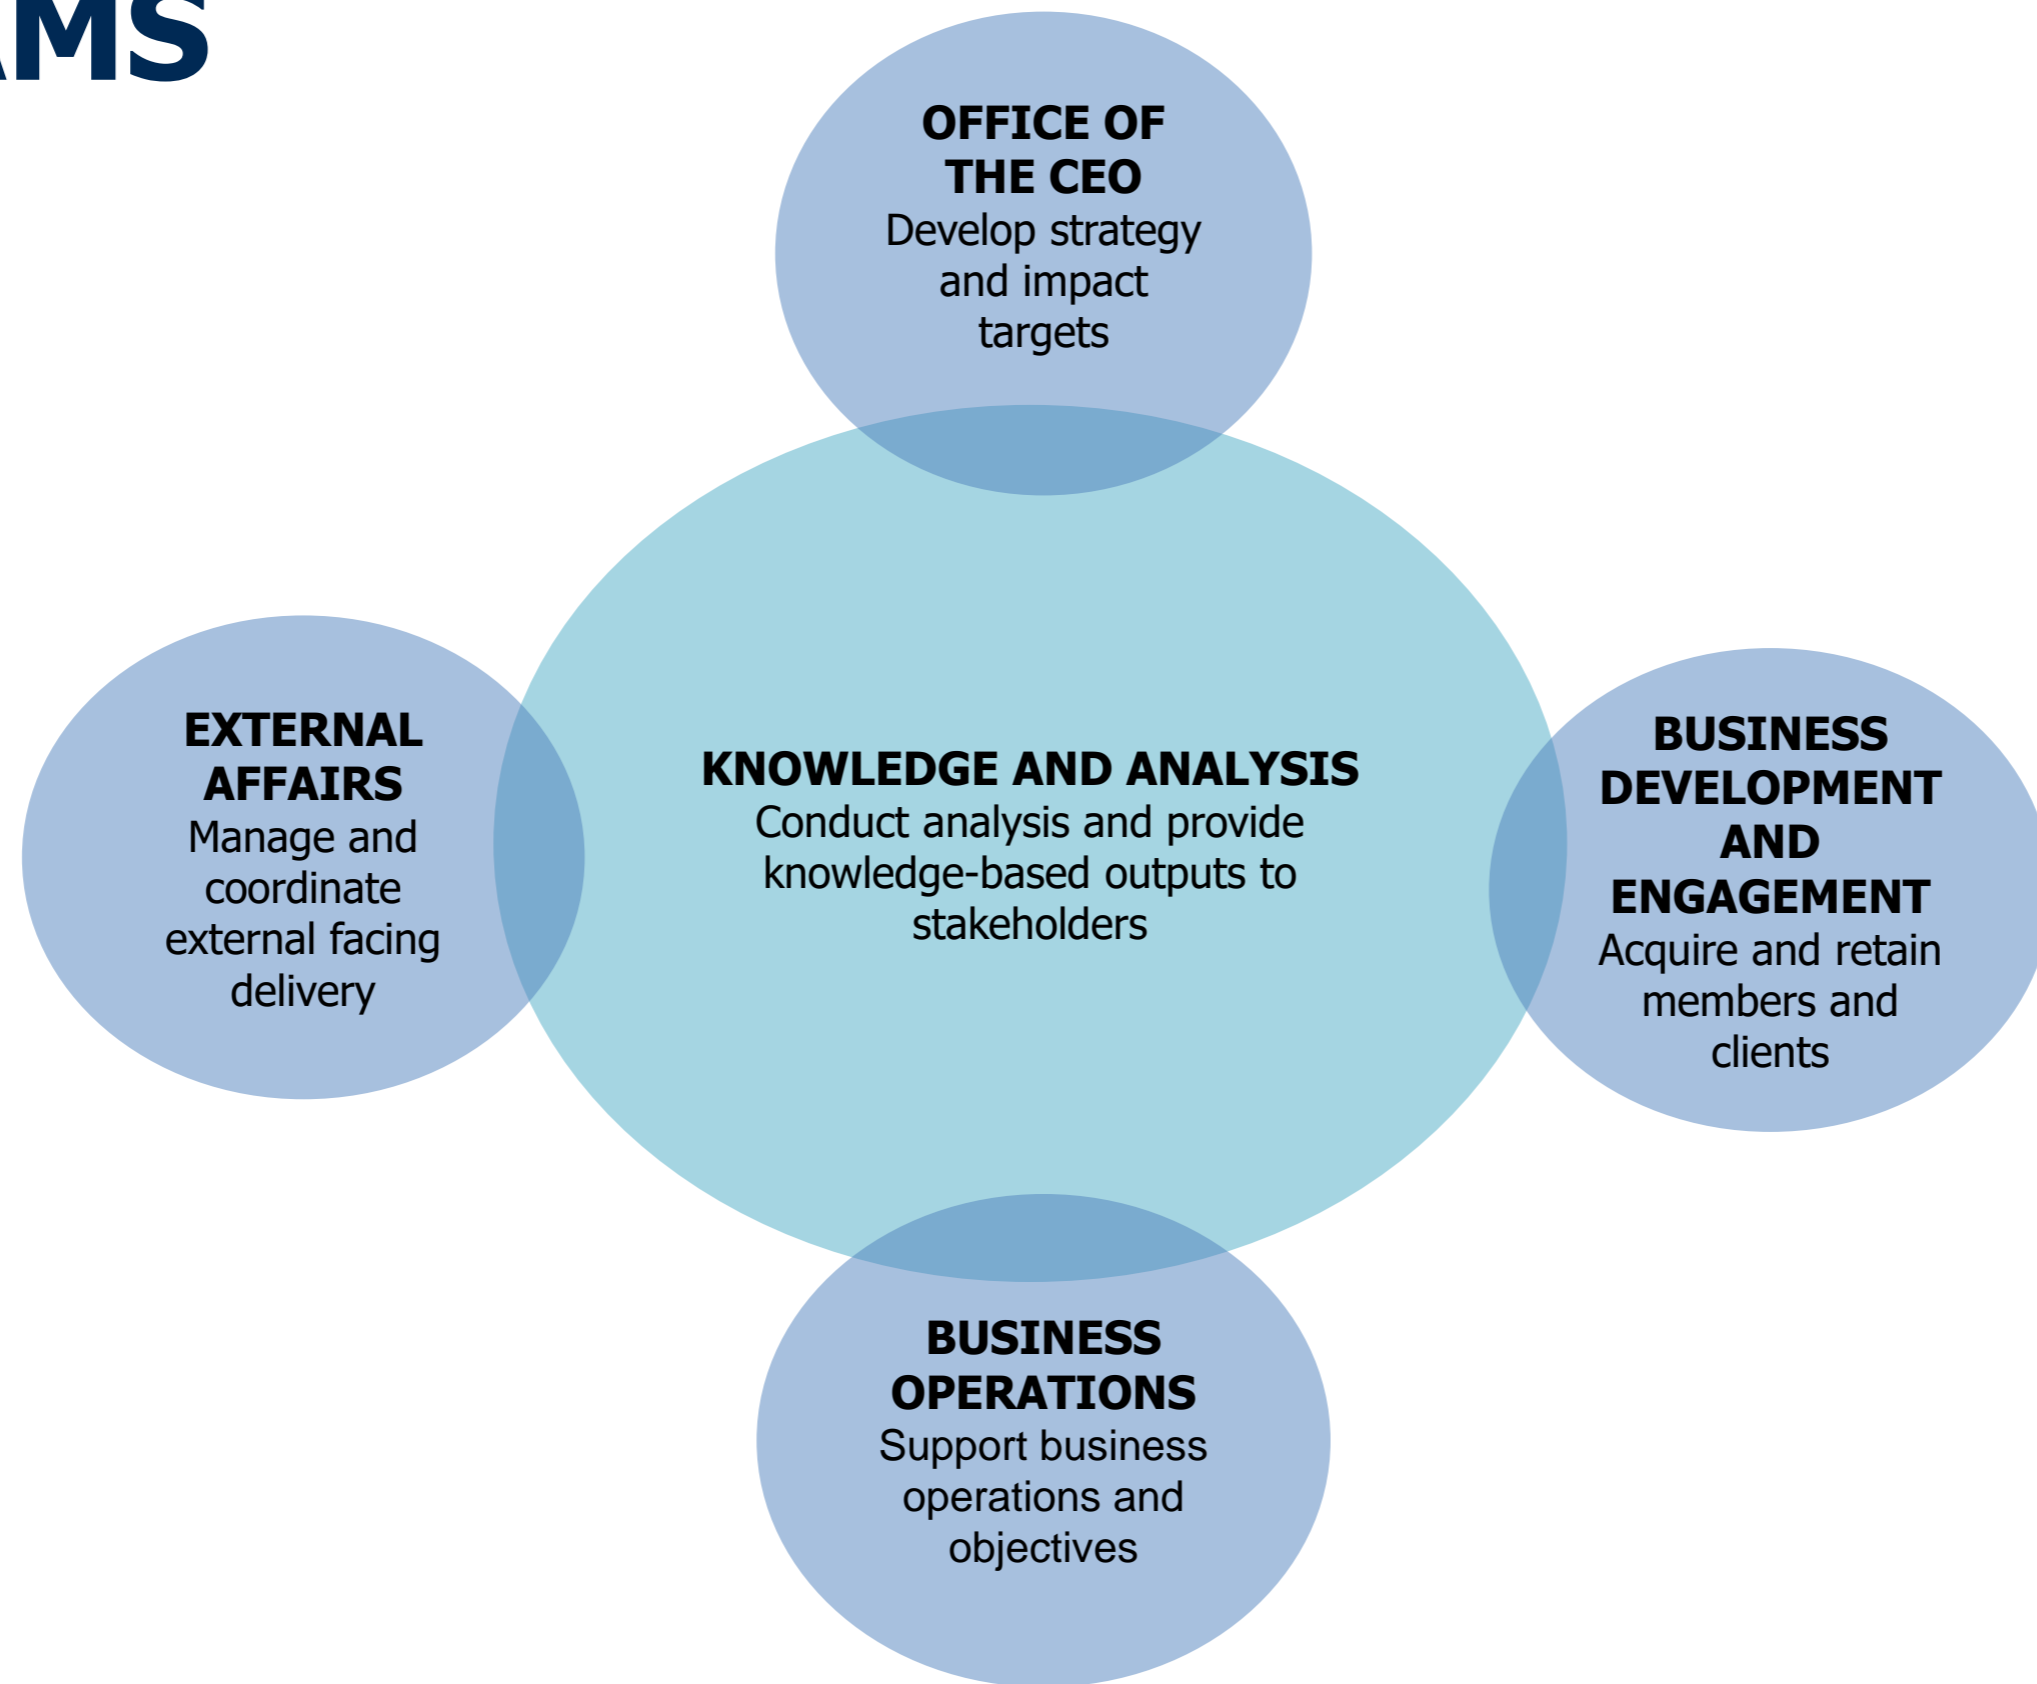 AMS
OFFICE OF
THE CEO
Develop strategy
and impact
targets
EXTERNAL
AFFAIRS
Manage and
coordinate
external facing
delivery
KNOWLEDGE AND ANALYSIS
Conduct analysis and provide
knowledge-based outputs to
stakeholders
BUSINESS
DEVELOPMENT
AND
ENGAGEMENT
Acquire and retain
members and
clients
BUSINESS
OPERATIONS
Support business
operations and
objectives